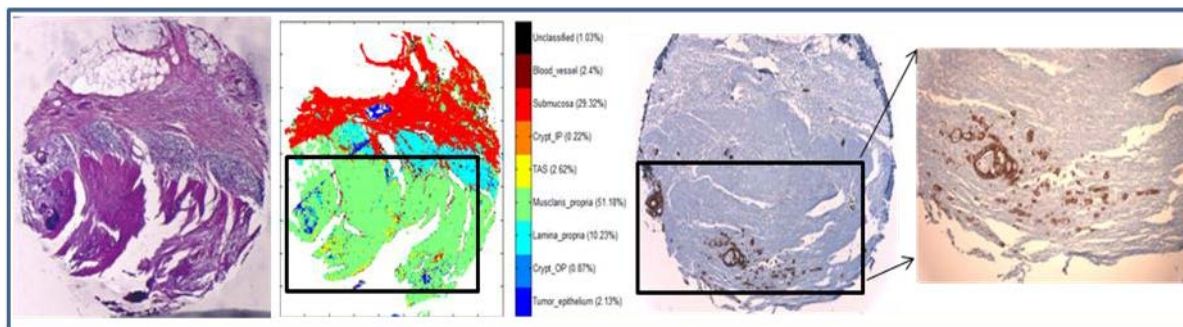 Unclassified (1.03%)
Blood_vessel (2.4%)
Submucosa (29.32%)
Crypt_IP (0.22%)
TAS (2.62%)
Musclaris_propria (51.18%)
Lamina_propria (10.23%)
Crypt_OP (0.87%)
Tumor_epithelium (2.13%)